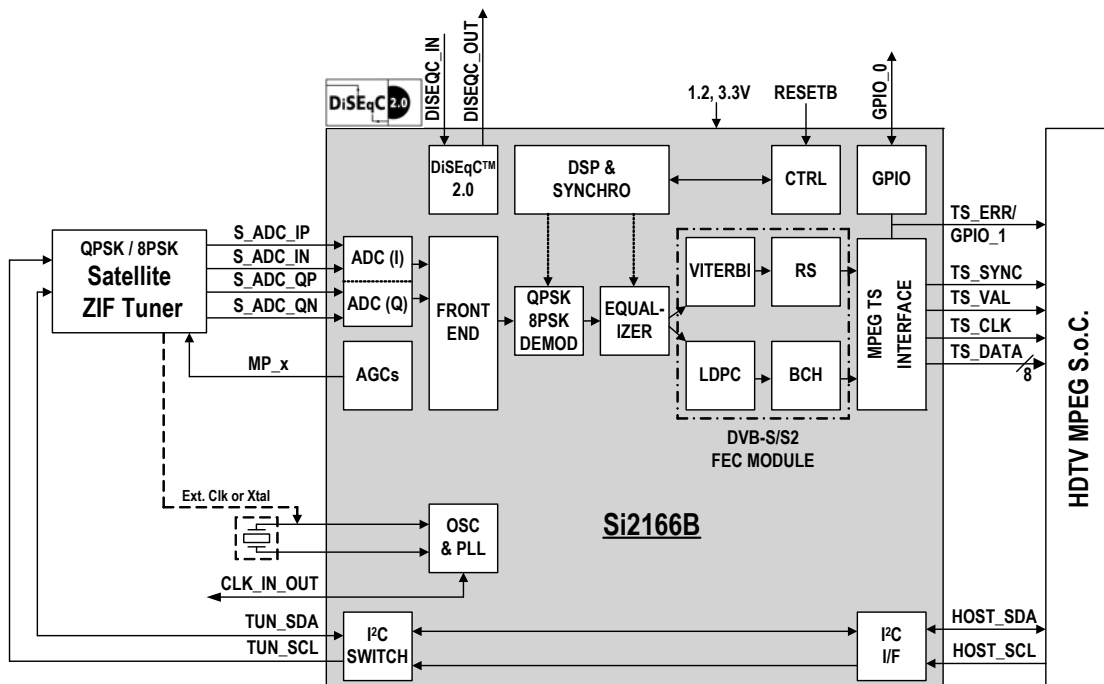 DISEQC_IN
DISEQC_OUT
DiSEqC 2.0
1.2, 3.3V
RESETB
GPIO_0
DiSEqC™
2.0
DSP &
SYNCHRO
CTRL
GPIO
TS_ERR/
GPIO_1
QPSK / 8PSK
Satellite
ZIF Tuner
S_ADC_IP
S_ADC_IN
S_ADC_QP
S_ADC_QN
ADC (I)
ADC (Q)
FRONT
END
QPSK
8PSK
DEMOD
EQUAL-
IZER
VITERBI
RS
LDPC
BCH
MPEG TS
INTERFACE
TS_SYNC
TS_VAL
TS_CLK
TS_DATA
8
HDTV MPEG S.o.C.
MP_x
AGCs
DVB-S/S2
FEC MODULE
Ext. Clk or Xtal
OSC
& PLL
Si2166B
CLK_IN_OUT
TUN_SDA
TUN_SCL
I²C
SWITCH
I²C
I/F
HOST_SDA
HOST_SCL